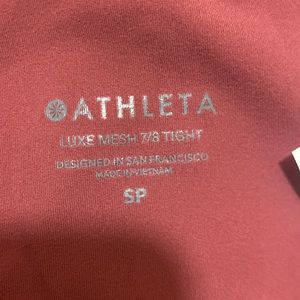 ATHLETA
LUXE MESH 7/8 TIGHT
DESIGNED IN SAN FRANCISCO
MADE IN VIETNAM
SP